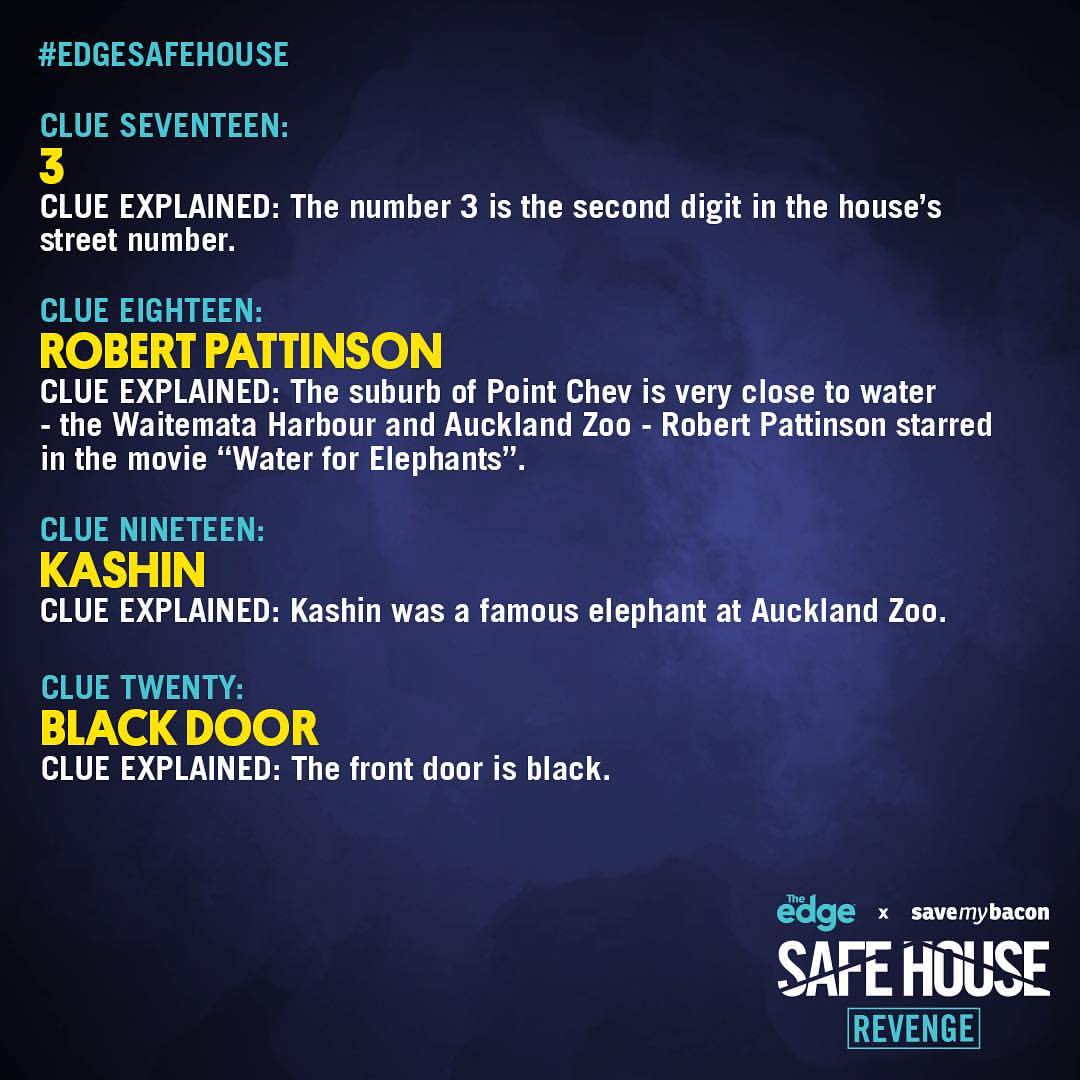 #EDGESAFEHOUSE
CLUE SEVENTEEN:
3
CLUE EXPLAINED: The number 3 is the second digit in the house’s
street number.
CLUE EIGHTEEN:
ROBERT PATTINSON
CLUE EXPLAINED: The suburb of Point Chev is very close to water
- the Waitemata Harbour and Auckland Zoo - Robert Pattinson starred
in the movie “Water for Elephants”.
CLUE NINETEEN:
KASHIN
CLUE EXPLAINED: Kashin was a famous elephant at Auckland Zoo.
CLUE TWENTY:
BLACK DOOR
CLUE EXPLAINED: The front door is black.
The edge x savemybacon
SAFE HOUSE
REVENGE